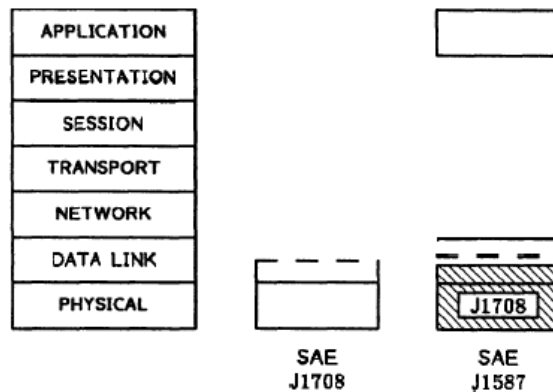 APPLICATION
PRESENTATION
SESSION
TRANSPORT
NETWORK
DATA LINK
PHYSICAL
J1708
SAE
J1708
SAE
J1587